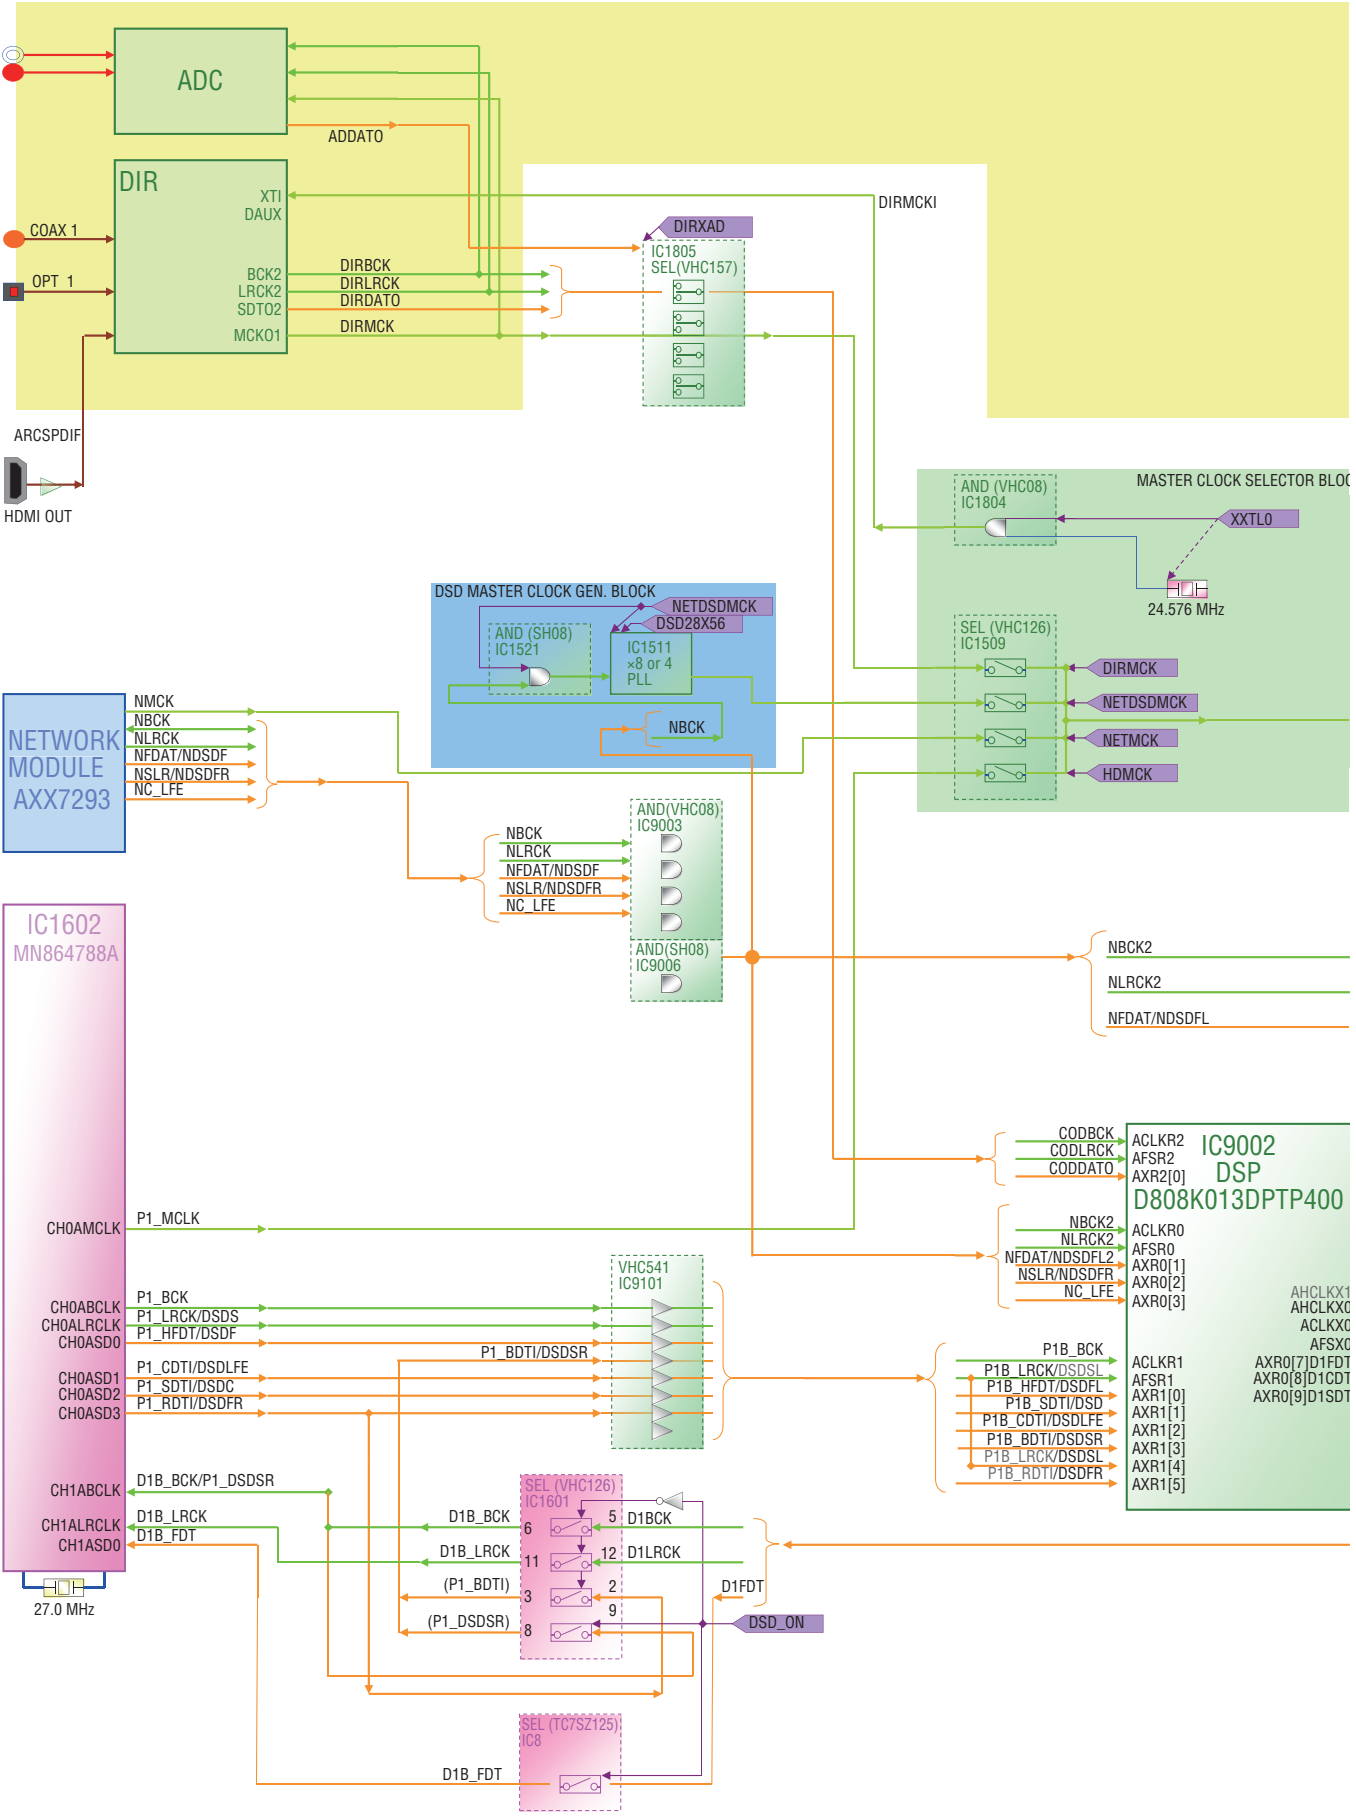 ADC
ADDATO
DIR
XTI
DAUX
DIRMCKI
COAX 1
DIRXAD
IC1805
SEL(VHC157)
BCK2
DIRBCK
OPT 1
LRCK2
DIRLRCK
SDTO2
DIRDATO
MCKO1
DIRMCK
ARCSPDIF
HDMI OUT
MASTER CLOCK SELECTOR BLOC
AND (VHC08)
IC1804
XXTL0
24.576 MHz
DSD MASTER CLOCK GEN. BLOCK
NETDSDMCK
DSD28X56
AND (SH08)
IC1521
IC1511
×8 or 4
PLL
NBCK
SEL (VHC126)
IC1509
DIRMCK
NETDSDMCK
NETMCK
HDMCK
NETWORK
MODULE
AXX7293
NMCK
NBCK
NLRCK
NFDAT/NDSDF
NSLR/NDSDFR
NC_LFE
AND(VHC08)
IC9003
NBCK
NLRCK
NFDAT/NDSDF
NSLR/NDSDFR
NC_LFE
AND(SH08)
IC9006
NBCK2
NLRCK2
NFDAT/NDSDFL
IC1602
MN864788A
CODBCK
CODLRCK
CODDATO
ACLKR2
AFSR2
AXR2[0]
IC9002
DSP
D808K013DPTP400
NBCK2
NLRCK2
NFDAT/NDSDFL2
NSLR/NDSDFR
NC_LFE
ACLKR0
AFSR0
AXR0[1]
AXR0[2]
AXR0[3]
AHCLKX1
AHCLKX0
ACLKX0
AFSX0
AXR0[7]D1FDT
AXR0[8]D1CDT
AXR0[9]D1SDT
CH0AMCLK
P1_MCLK
VHC541
IC9101
CH0ABCLK
P1_BCK
CH0ALRCLK
P1_LRCK/DSDS
CH0ASD0
P1_HFDT/DSDF
P1_BDTI/DSDSR
CH0ASD1
P1_CDTI/DSDLFE
CH0ASD2
P1_SDTI/DSDC
CH0ASD3
P1_RDTI/DSDFR
P1B_BCK
P1B_LRCK/DSDSL
P1B_HFDT/DSDFL
P1B_SDTI/DSD
P1B_CDTI/DSDLFE
P1B_BDTI/DSDSR
P1B_LRCK/DSDSL
P1B_RDTI/DSDFR
ACLKR1
AFSR1
AXR1[0]
AXR1[1]
AXR1[2]
AXR1[3]
AXR1[4]
AXR1[5]
CH1ABCLK
D1B_BCK/P1_DSDSR
CH1ALRCLK
D1B_LRCK
CH1ASD0
D1B_FDT
27.0 MHz
SEL (VHC126)
IC1601
D1B_BCK
6
5
D1BCK
D1B_LRCK
11
12
D1LRCK
(P1_BDTI)
3
2
D1FDT
(P1_DSDSR)
8
9
DSD_ON
SEL (TC7SZ125)
IC8
D1B_FDT